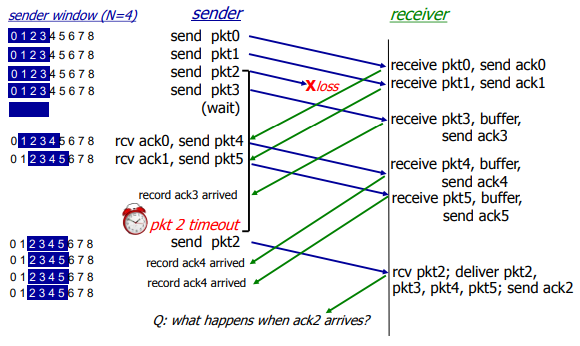 sender window (N=4)
sender
receiver
0 1 2 3 4 5 6 7 8
send pkt0
0 1 2 3 4 5 6 7 8
send pkt1
0 1 2 3 4 5 6 7 8
send pkt2
0 1 2 3 4 5 6 7 8
send pkt3
(wait)
X loss
receive pkt0, send ack0
receive pkt1, send ack1
receive pkt3, buffer,
send ack3
0 1 2 3 4 5 6 7 8
rcv ack0, send pkt4
0 1 2 3 4 5 6 7 8
rcv ack1, send pkt5
receive pkt4, buffer,
send ack4
receive pkt5, buffer,
send ack5
record ack3 arrived
pkt 2 timeout
0 1 2 3 4 5 6 7 8
send pkt2
0 1 2 3 4 5 6 7 8
record ack4 arrived
0 1 2 3 4 5 6 7 8
record ack4 arrived
0 1 2 3 4 5 6 7 8
rcv pkt2; deliver pkt2,
pkt3, pkt4, pkt5; send ack2
Q: what happens when ack2 arrives?